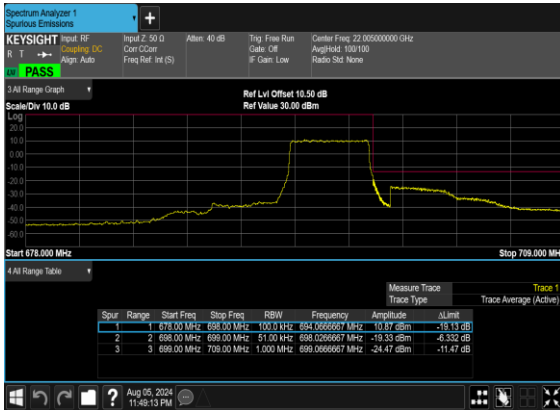 Spectrum Analyzer 1
Spurious Emissions
KEYSIGHT Input: RF Input Z: 50 Ω Atten: 40 dB Trig: Free Run Center Freq: 22.005000000 GHz
R T Coupling: DC Corr CCorr Gate: Off Avg|Hold: 100/100
Align: Auto Freq Ref: Int (S) IF Gain: Low Radio Std: None
LXI PASS
3 All Range Graph
Ref Lvl Offset 10.50 dB
Scale/Div 10.0 dB Ref Value 30.00 dBm
Log
20.0
10.0
0.00
-10.0
-20.0
-30.0
-40.0
-50.0
-60.0
Start 678.000 MHz Stop 709.000 MHz
4 All Range Table
Measure Trace Trace 1
Trace Type Trace Average (Active)
Spur Range Start Freq Stop Freq RBW Frequency Amplitude ΔLimit
1 1 678.00 MHz 698.00 MHz 100.0 kHz 694.0666667 MHz 10.87 dBm -19.13 dB
2 2 698.00 MHz 699.00 MHz 51.00 kHz 698.0266667 MHz -19.33 dBm -6.332 dB
3 3 699.00 MHz 709.00 MHz 1.000 MHz 699.0666667 MHz -24.47 dBm -11.47 dB
Aug 05, 2024
11:49:13 PM